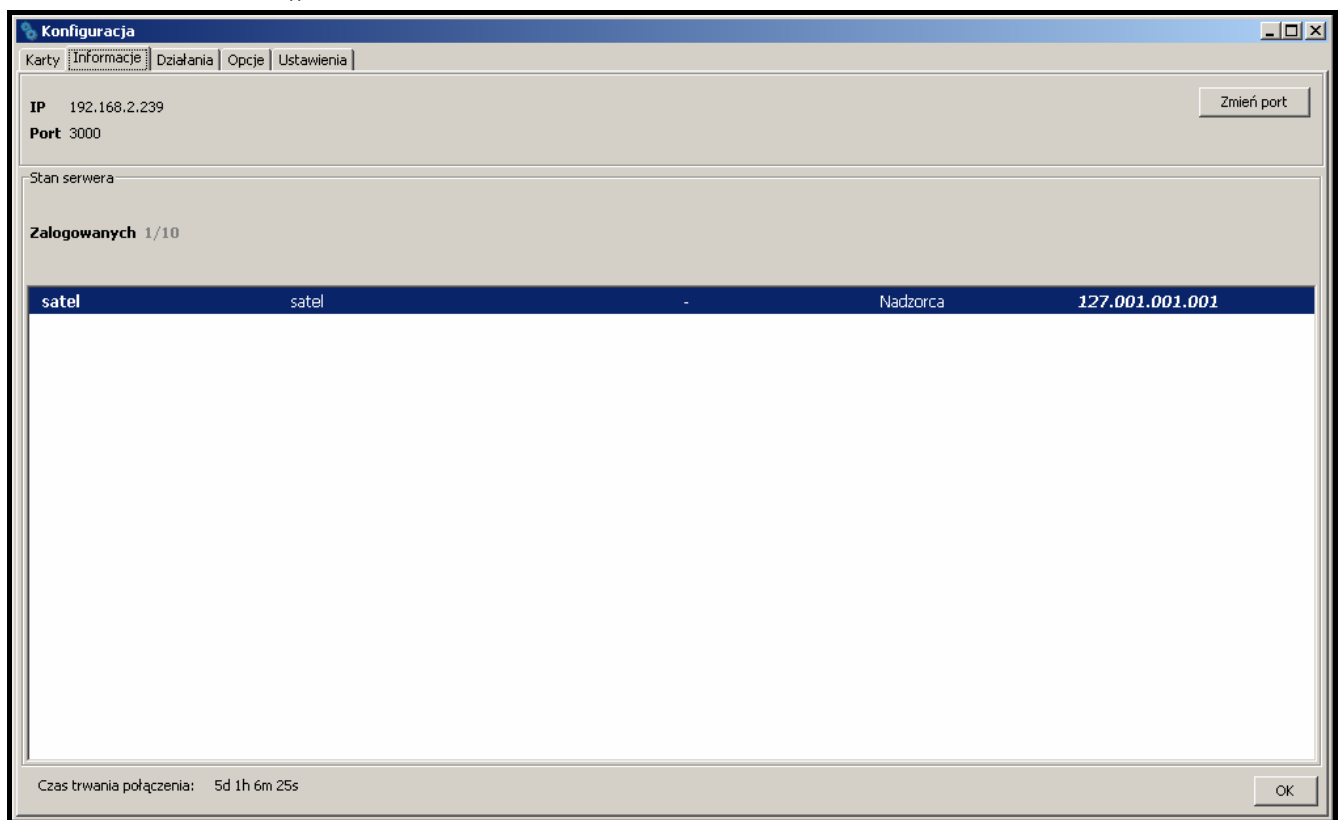 Konfiguracja
Karty Informacje Działania Opcje Ustawienia
IP 192.168.2.239 Zmień port
Port 3000
Stan serwera
Zalogowanych 1/10
satel satel - Nadzorca 127.001.001.001
Czas trwania połączenia: 5d 1h 6m 25s OK